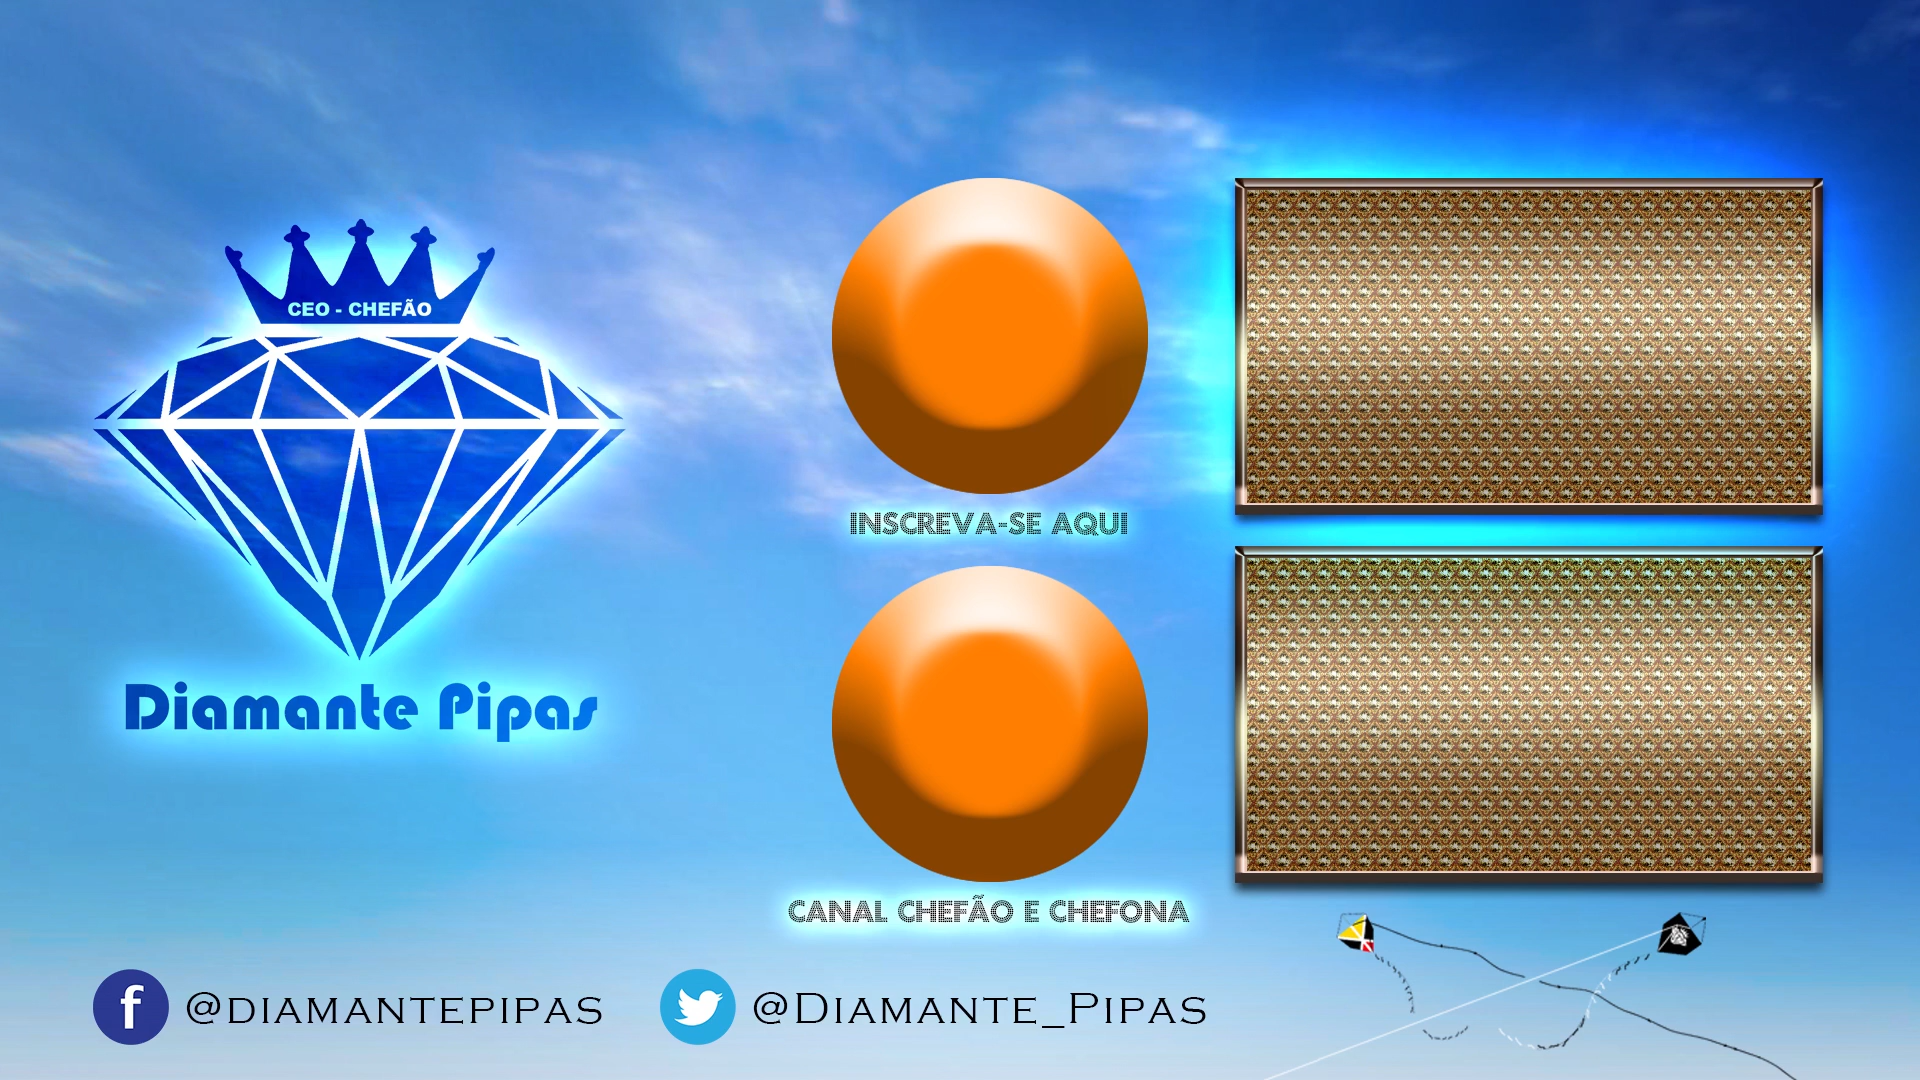 CEO - CHEFÃO
Diamante Pipas
INSCREVA-SE AQUI
CANAL CHEFÃO E CHEFONA
f @DIAMANTEPIPAS
@DIAMANTE_PIPAS